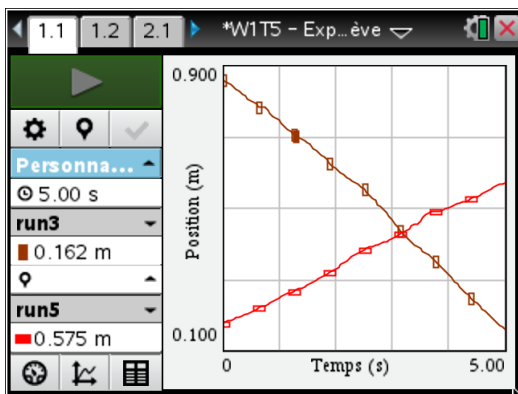 1.1 1.2 2.1 *W1T5 – Exp…ève
Personna...
5.00 s
run3
0.162 m
run5
0.575 m
0.900
Position (m)
0.100
0 Temps (s) 5.00